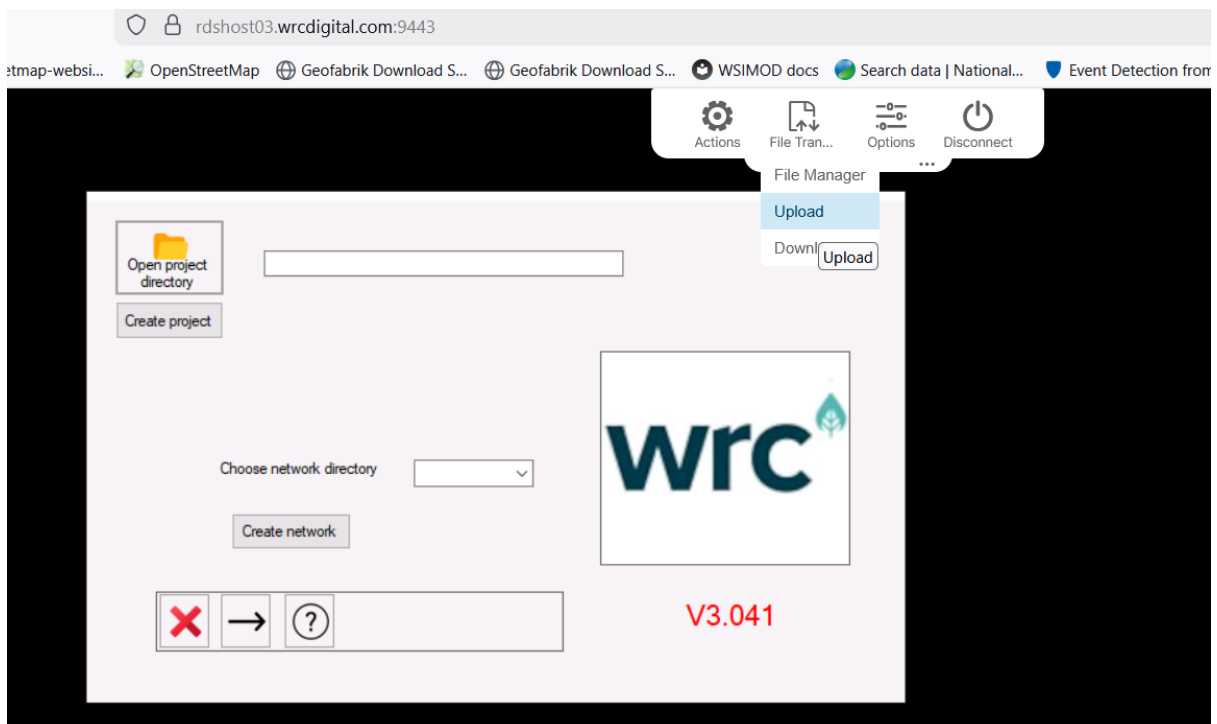 rdshost03.wrcdigital.com:9443
etmap-websi... OpenStreetMap Geofabrik Download S... Geofabrik Download S... WSIMOD docs Search data | National... Event Detection from
Actions File Tran... Options Disconnect
...
File Manager
Upload
Downl
Upload
Open project
directory
Create project
Choose network directory
Create network
wrc
?
V3.041